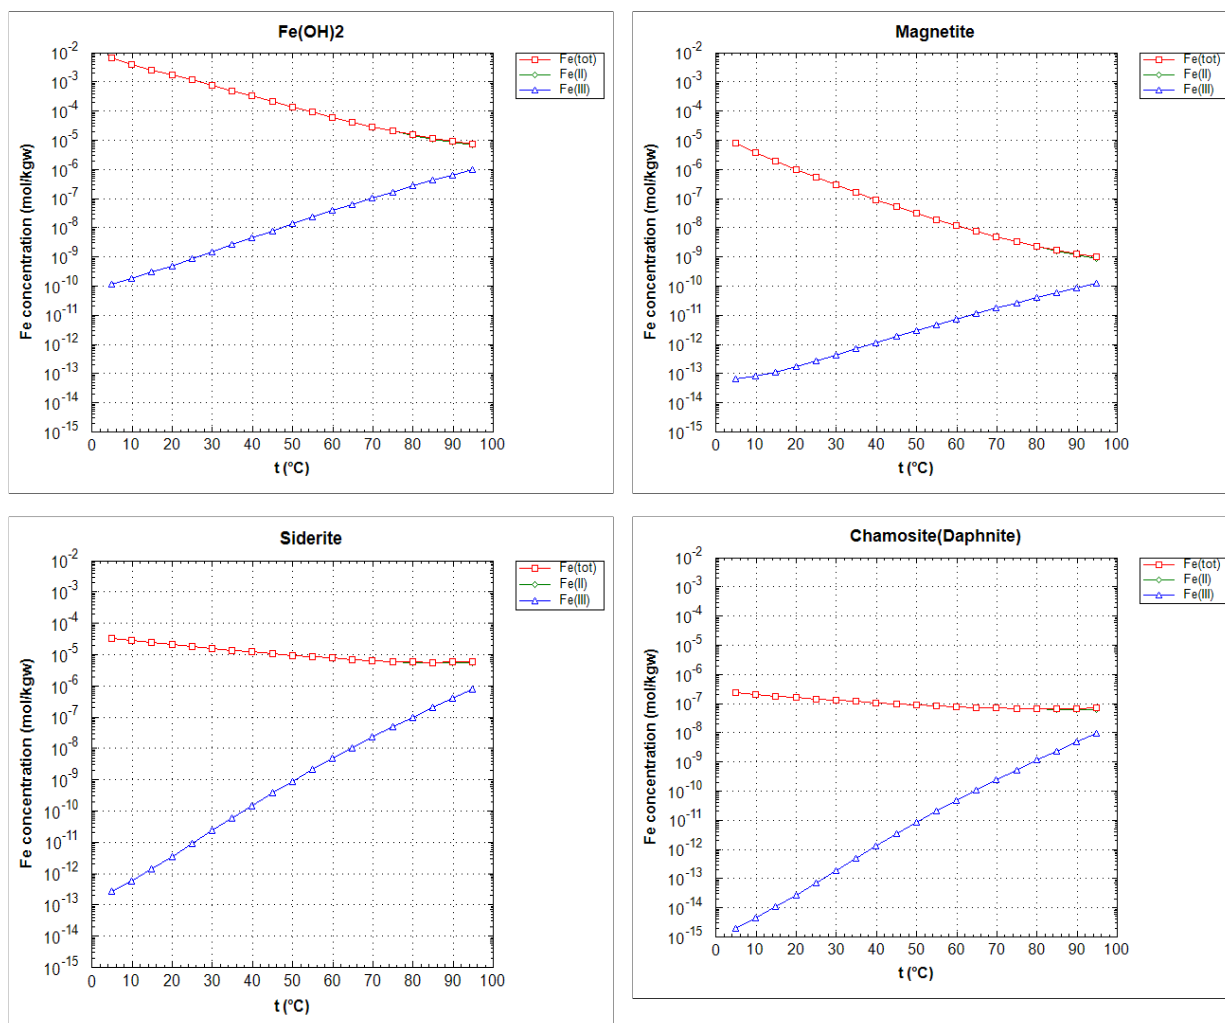 Fe(OH)2
Fe concentration (mol/kgw)
10-2
10-3
10-4
10-5
10-6
10-7
10-8
10-9
10-10
10-11
10-12
10-13
10-14
10-15
0 10 20 30 40 50 60 70 80 90 100
t (°C)
Fe(tot)
Fe(II)
Fe(III)
Magnetite
Fe concentration (mol/kgw)
10-2
10-3
10-4
10-5
10-6
10-7
10-8
10-9
10-10
10-11
10-12
10-13
10-14
10-15
0 10 20 30 40 50 60 70 80 90 100
t (°C)
Fe(tot)
Fe(II)
Fe(III)
Siderite
Fe concentration (mol/kgw)
10-2
10-3
10-4
10-5
10-6
10-7
10-8
10-9
10-10
10-11
10-12
10-13
10-14
10-15
0 10 20 30 40 50 60 70 80 90 100
t (°C)
Fe(tot)
Fe(II)
Fe(III)
Chamosite(Daphnite)
Fe concentration (mol/kgw)
10-2
10-3
10-4
10-5
10-6
10-7
10-8
10-9
10-10
10-11
10-12
10-13
10-14
10-15
0 10 20 30 40 50 60 70 80 90 100
t (°C)
Fe(tot)
Fe(II)
Fe(III)